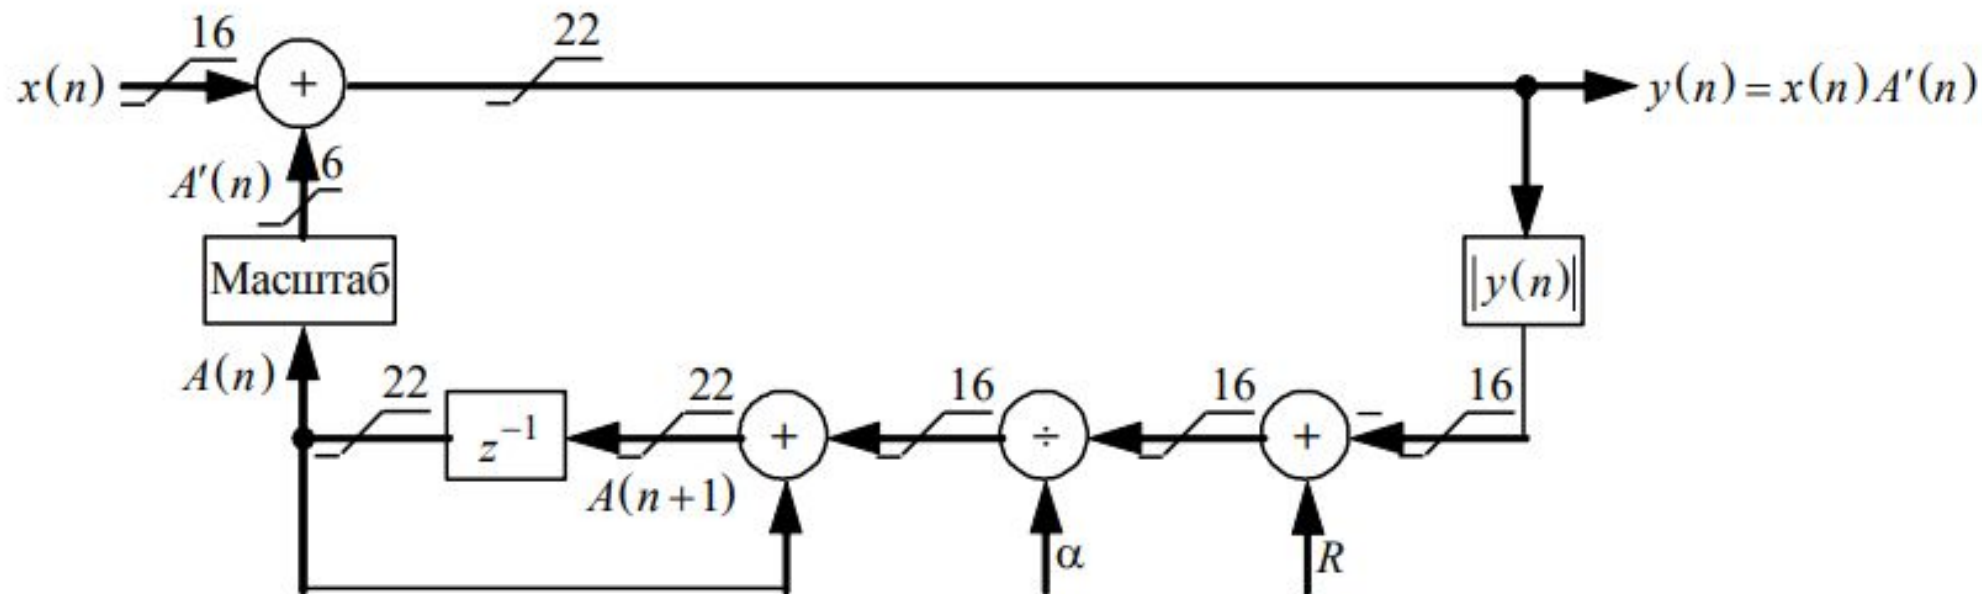 16
22
x(n)
+
y(n) = x(n)A′(n)
A′(n)
6
Масштаб
|y(n)|
A(n)
22
z⁻¹
22
+
16
÷
16
+
−
16
A(n+1)
α
R